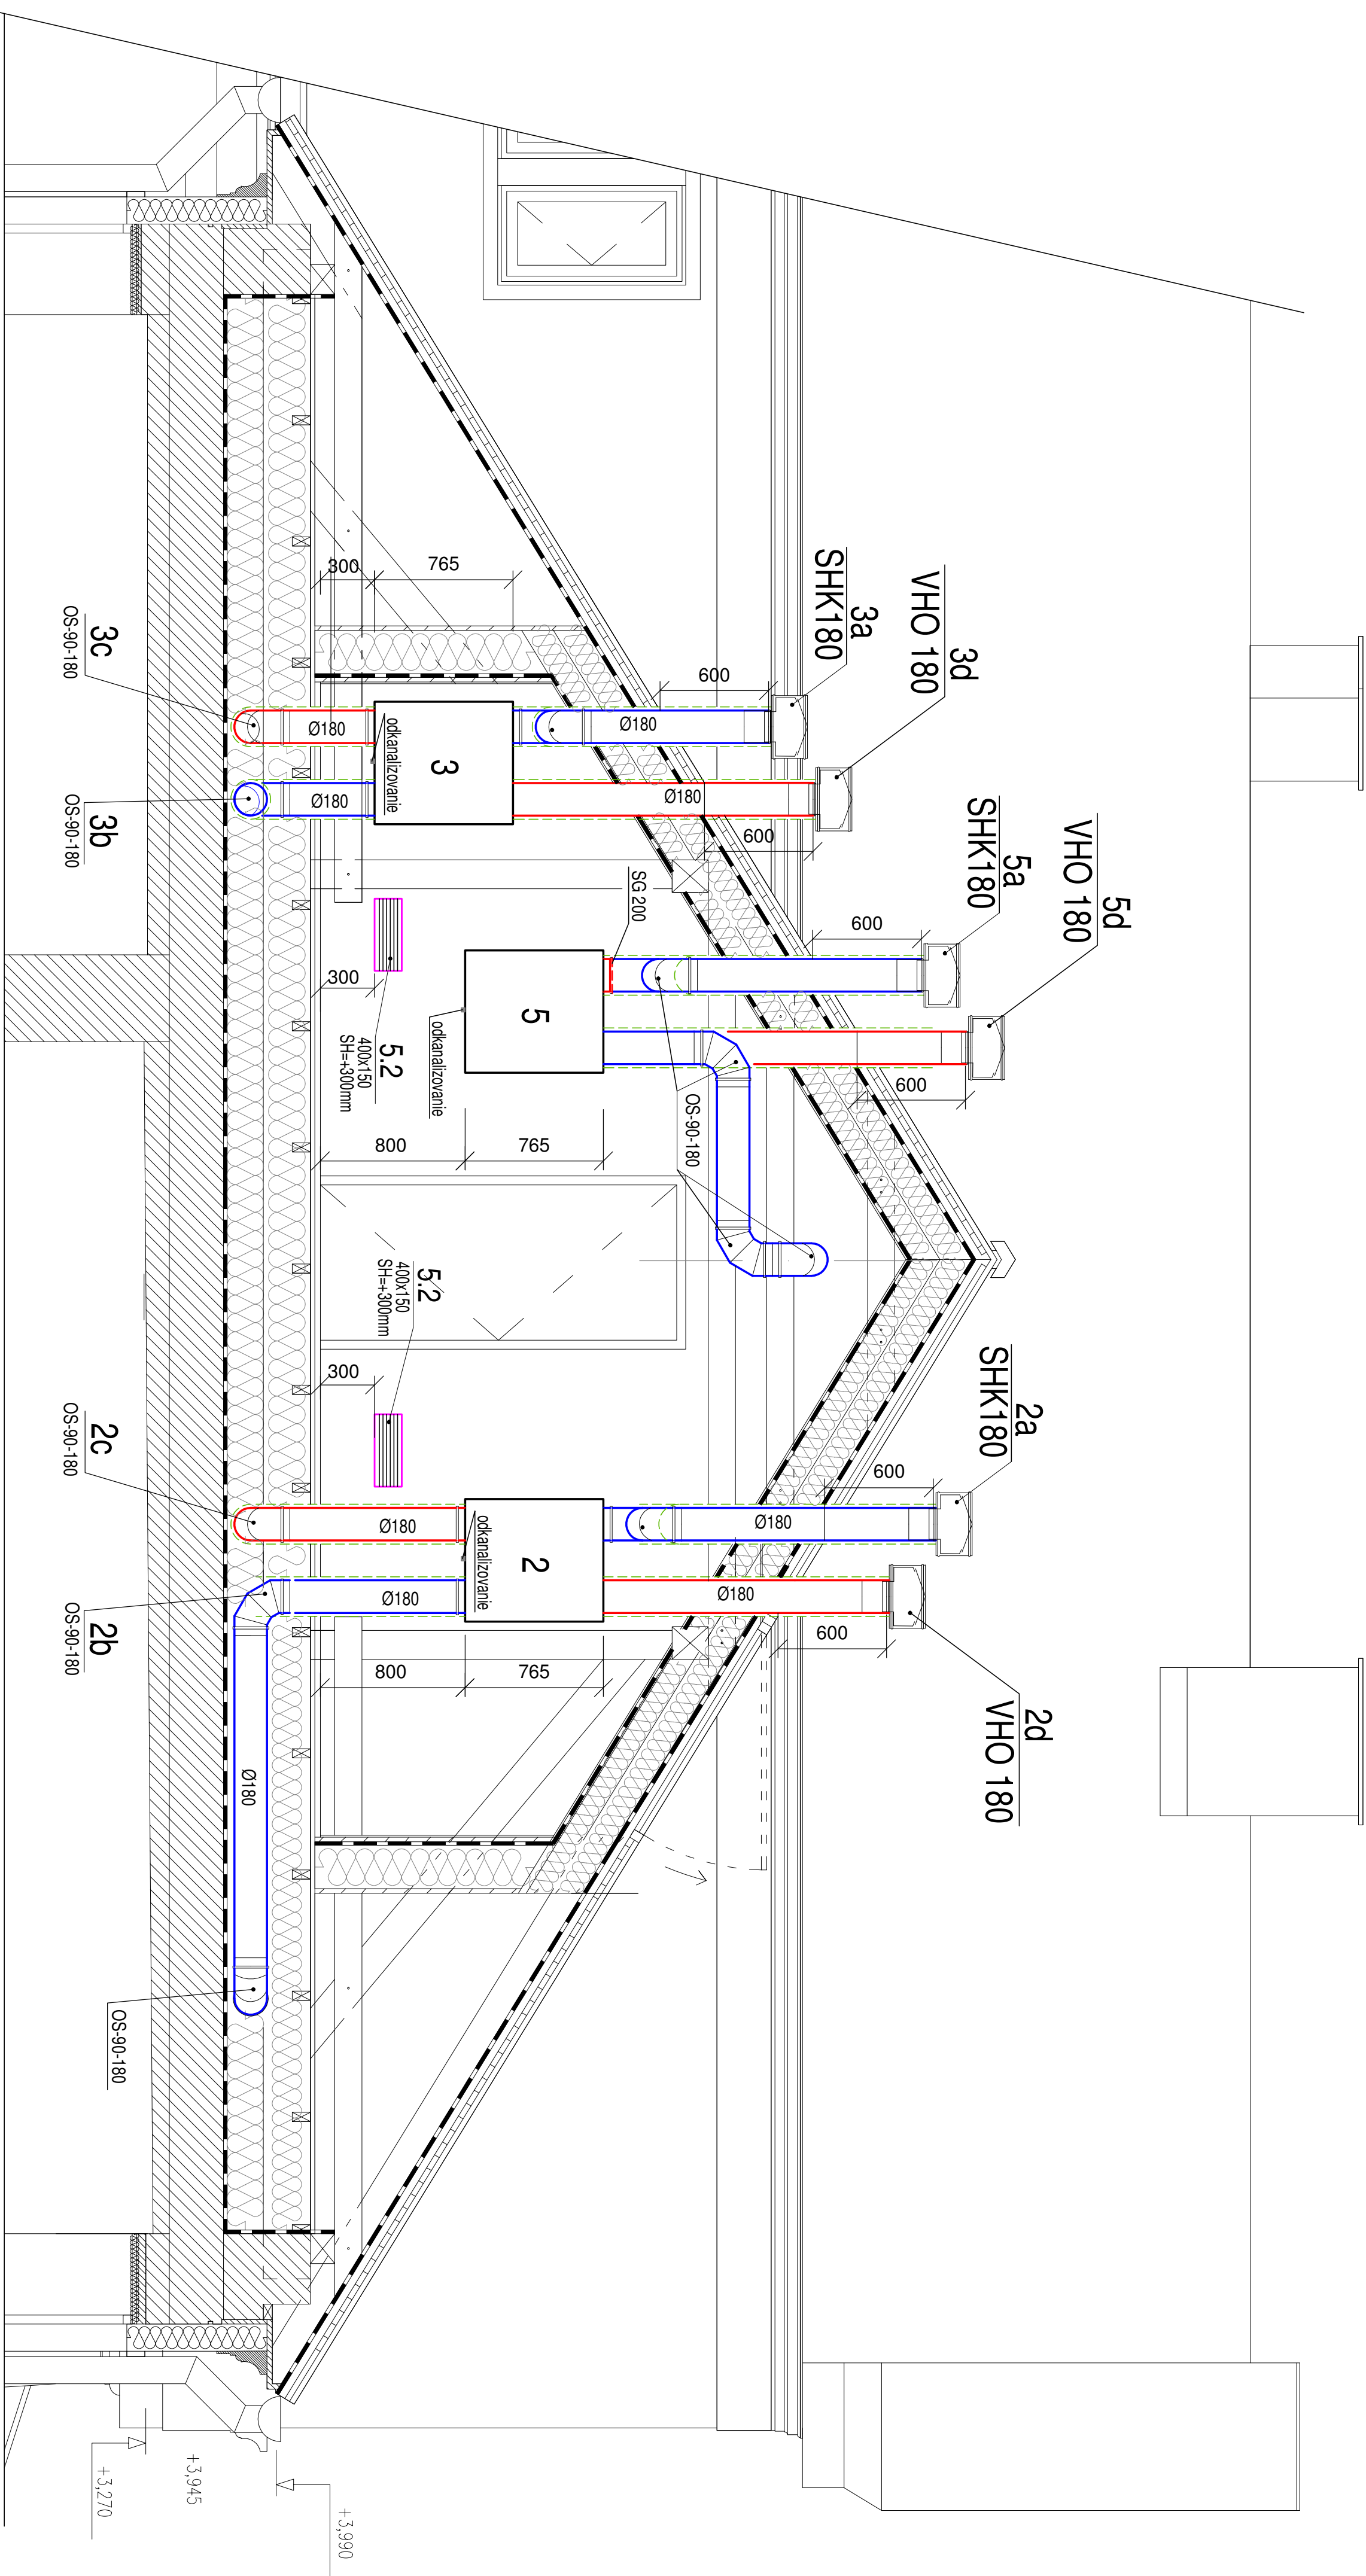 5d
VHO 180
5a
SHK180
3d
VHO 180
3a
SHK180
2a
SHK180
2d
VHO 180
600
600
600
600
600
600
Ø180
Ø180
Ø180
Ø180
SG 200
OS-90-180
3
odkanalizovanie
5
odkanalizovanie
2
odkanalizovanie
765
300
765
800
765
800
300
300
5.2
400x150
SH=+300mm
5.2
400x150
SH=+300mm
Ø180
Ø180
Ø180
Ø180
Ø180
3c
OS-90-180
3b
OS-90-180
2c
OS-90-180
2b
OS-90-180
OS-90-180
+3,990
+3,945
+3,270